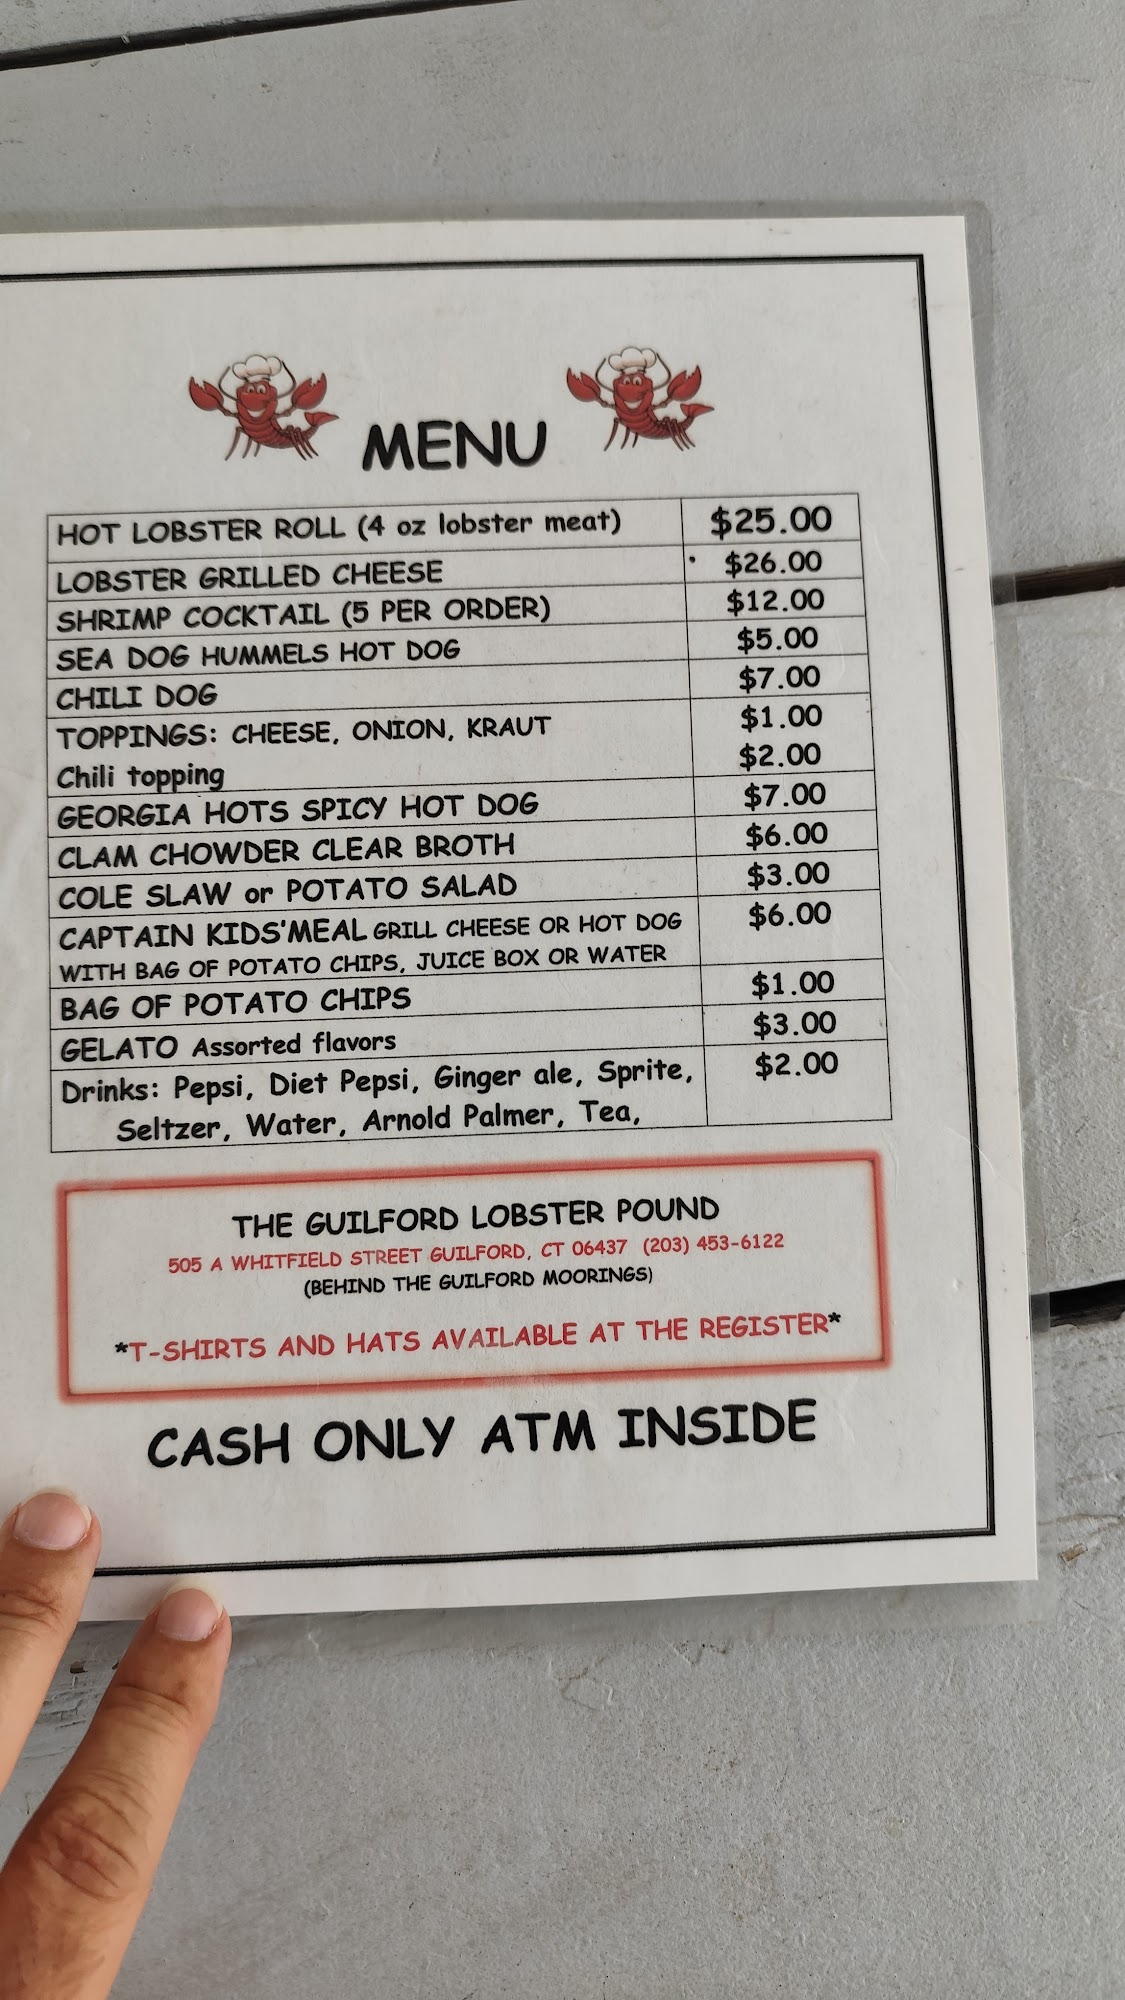 MENU
HOT LOBSTER ROLL (4 oz lobster meat) $25.00
LOBSTER GRILLED CHEESE $26.00
SHRIMP COCKTAIL (5 PER ORDER) $12.00
SEA DOG HUMMELS HOT DOG $5.00
CHILI DOG $7.00
TOPPINGS: CHEESE, ONION, KRAUT $1.00
Chili topping $2.00
GEORGIA HOTS SPICY HOT DOG $7.00
CLAM CHOWDER CLEAR BROTH $6.00
COLE SLAW or POTATO SALAD $3.00
CAPTAIN KIDS'MEAL GRILL CHEESE OR HOT DOG $6.00
WITH BAG OF POTATO CHIPS, JUICE BOX OR WATER
BAG OF POTATO CHIPS $1.00
GELATO Assorted flavors $3.00
Drinks: Pepsi, Diet Pepsi, Ginger ale, Sprite, $2.00
Seltzer, Water, Arnold Palmer, Tea,
THE GUILFORD LOBSTER POUND
505 A WHITFIELD STREET GUILFORD, CT 06437 (203) 453-6122
(BEHIND THE GUILFORD MOORINGS)
*T-SHIRTS AND HATS AVAILABLE AT THE REGISTER*
CASH ONLY ATM INSIDE